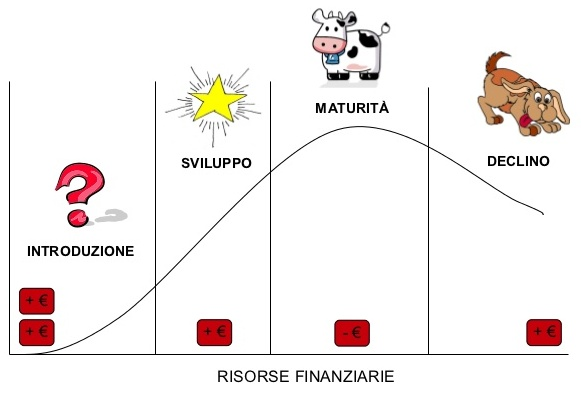 MATURITÀ
SVILUPPO
DECLINO
INTRODUZIONE
+ €
+ €
+ €
- €
+ €
RISORSE FINANZIARIE